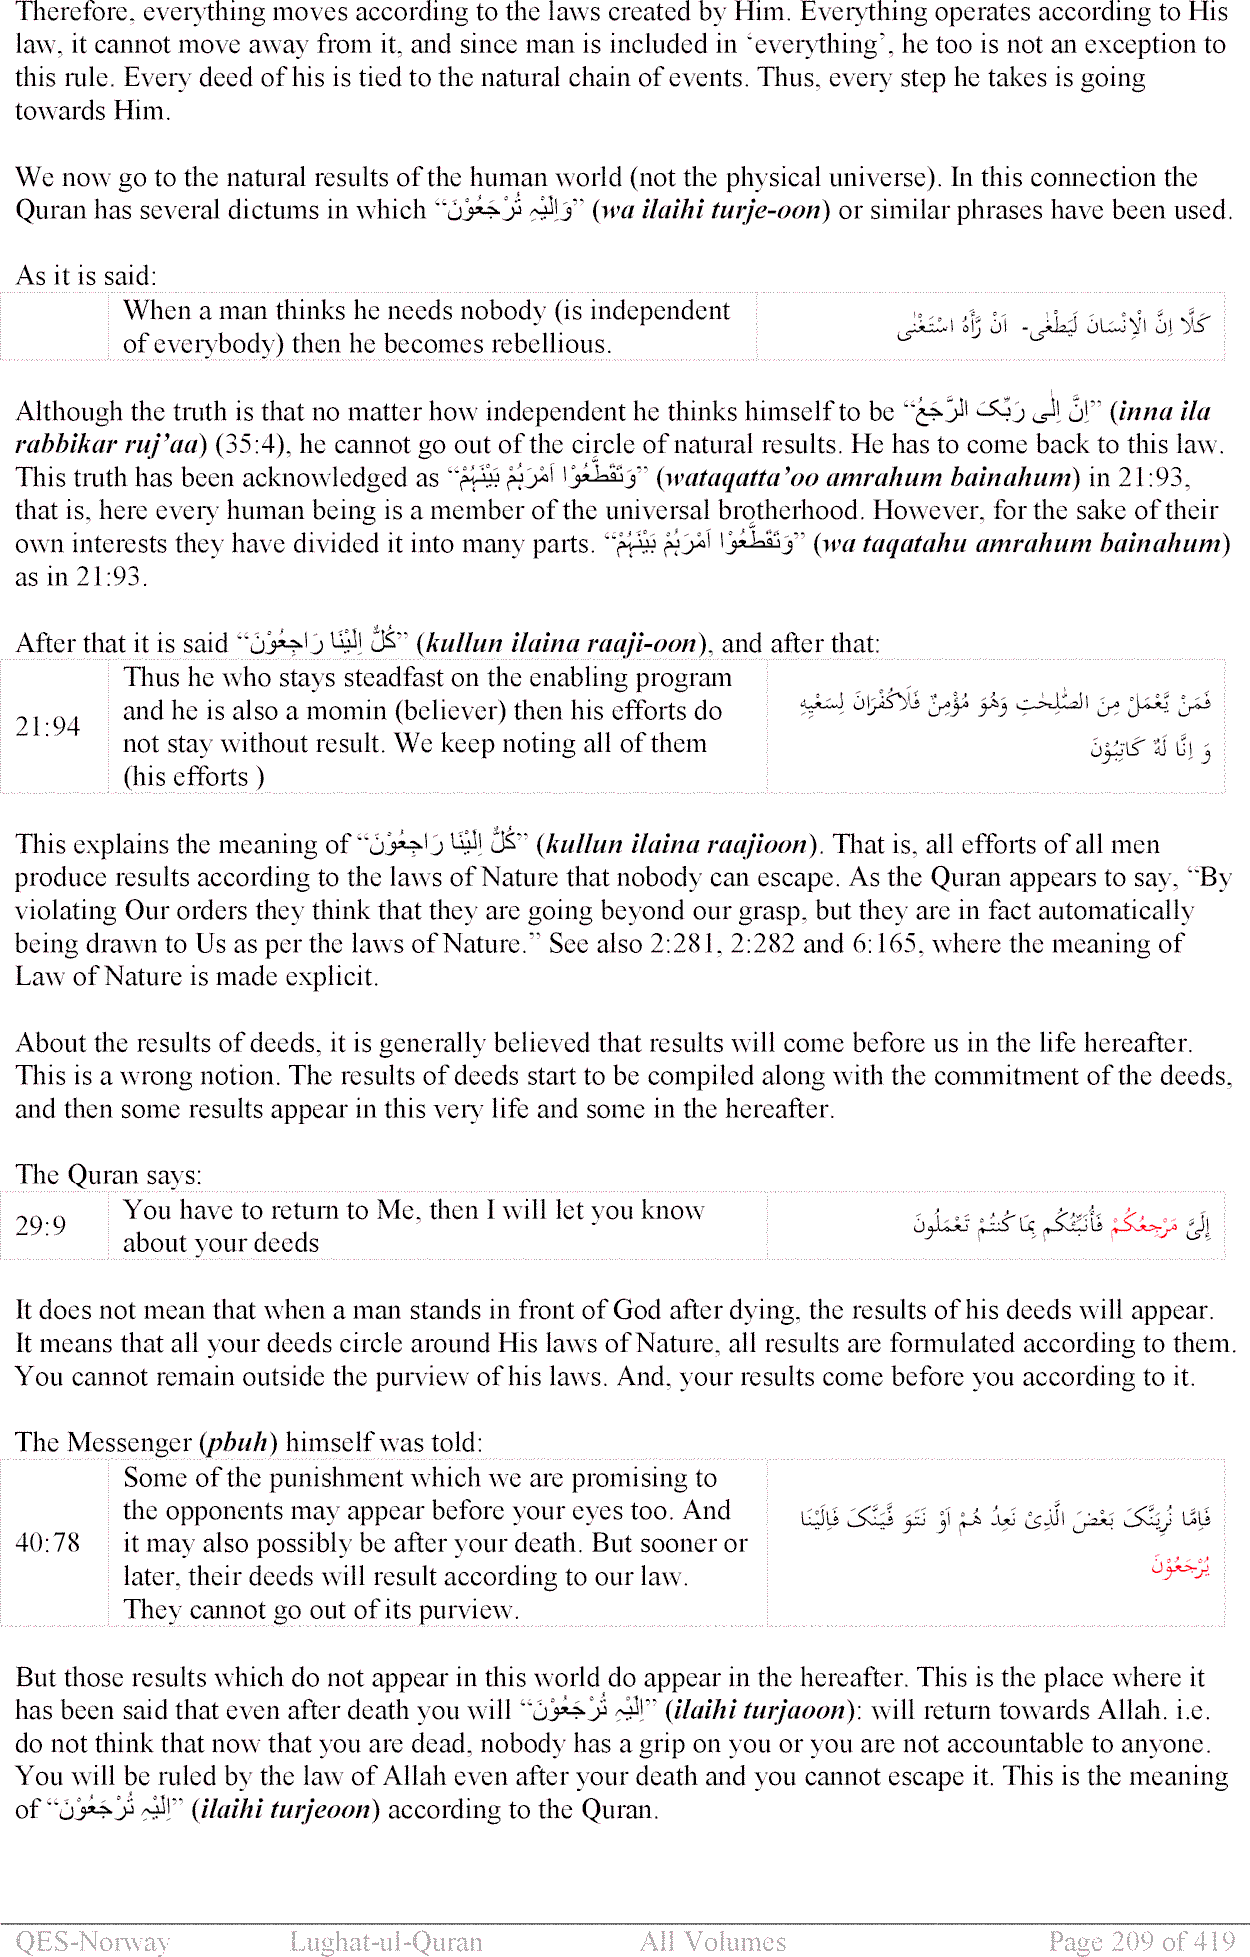 Therefore, everything moves according to the laws created by Him. Everything operates according to His
law, it cannot move away from it, and since man is included in ‘everything’, he too is not an exception to
this rule. Every deed of his is tied to the natural chain of events. Thus, every step he takes is going
towards Him.
We now go to the natural results of the human world (not the physical universe). In this connection the
Quran has several dictums in which “وَاِلَيْہِ تُرْجَعُوْنَ” (wa ilaihi turje-oon) or similar phrases have been used.
As it is said:
When a man thinks he needs nobody (is independent
of everybody) then he becomes rebellious.
كَلَّا اِنَّ الْاِنْسَانَ لَيَطْغٰى- اَنْ رَّاٰهُ اسْتَغْنٰى
Although the truth is that no matter how independent he thinks himself to be “اِنَّ اِلٰى رَبِّکَ الرَّجَعُ” (inna ila
rabbikar ruj’aa) (35:4), he cannot go out of the circle of natural results. He has to come back to this law.
This truth has been acknowledged as “وَتَقَطَّعُوْا اَمْرَہُمْ بَيْنَہُمْ” (wataqatta’oo amrahum bainahum) in 21:93,
that is, here every human being is a member of the universal brotherhood. However, for the sake of their
own interests they have divided it into many parts. “وَتَقَطَّعُوْا اَمْرَہُمْ بَيْنَہُمْ” (wa taqatahu amrahum bainahum)
as in 21:93.
After that it is said “كُلٌّ اِلَيْنَا رَاجِعُوْنَ” (kullun ilaina raaji-oon), and after that:
21:94
Thus he who stays steadfast on the enabling program
and he is also a momin (believer) then his efforts do
not stay without result. We keep noting all of them
(his efforts )
فَمَنْ يَّعْمَلْ مِنَ الصّٰلِحٰتِ وَهُوَ مُؤْمِنٌ فَلَاكُفْرَانَ لِسَعْيِهٖ
وَ اِنَّا لَهٗ كَاتِبُوْنَ
This explains the meaning of “كُلٌّ اِلَيْنَا رَاجِعُوْنَ” (kullun ilaina raajioon). That is, all efforts of all men
produce results according to the laws of Nature that nobody can escape. As the Quran appears to say, “By
violating Our orders they think that they are going beyond our grasp, but they are in fact automatically
being drawn to Us as per the laws of Nature.” See also 2:281, 2:282 and 6:165, where the meaning of
Law of Nature is made explicit.
About the results of deeds, it is generally believed that results will come before us in the life hereafter.
This is a wrong notion. The results of deeds start to be compiled along with the commitment of the deeds,
and then some results appear in this very life and some in the hereafter.
The Quran says:
29:9
You have to return to Me, then I will let you know
about your deeds
إِلَيَّ مَرْجِعُكُمْ فَأُنَبِّئُكُم بِمَا كُنتُمْ تَعْمَلُونَ
It does not mean that when a man stands in front of God after dying, the results of his deeds will appear.
It means that all your deeds circle around His laws of Nature, all results are formulated according to them.
You cannot remain outside the purview of his laws. And, your results come before you according to it.
The Messenger (pbuh) himself was told:
40:78
Some of the punishment which we are promising to
the opponents may appear before your eyes too. And
it may also possibly be after your death. But sooner or
later, their deeds will result according to our law.
They cannot go out of its purview.
فَاِمَّا نُرِيَنَّکَ بَعْضَ الَّذِىْ نَعِدُ هُمْ اَوْ نَتَوَ فَّيَنَّکَ فَاِلَيْنَا
يُرْجَعُوْنَ
But those results which do not appear in this world do appear in the hereafter. This is the place where it
has been said that even after death you will “اِلَيْہِ تُرْجَعُوْنَ” (ilaihi turjaoon): will return towards Allah. i.e.
do not think that now that you are dead, nobody has a grip on you or you are not accountable to anyone.
You will be ruled by the law of Allah even after your death and you cannot escape it. This is the meaning
of “اِلَيْہِ تُرْجَعُوْنَ” (ilaihi turjeoon) according to the Quran.
QES-Norway Lughat-ul-Quran All Volumes Page 209 of 419